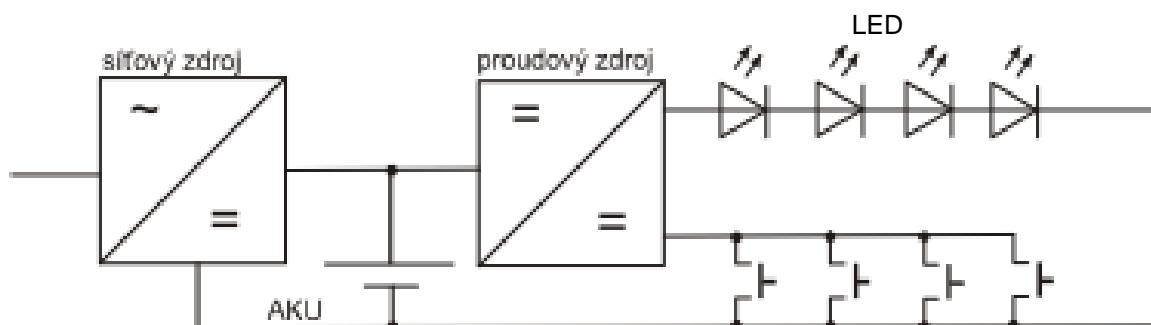 LED
síťový zdroj
proudový zdroj
~
=
=
=
AKU